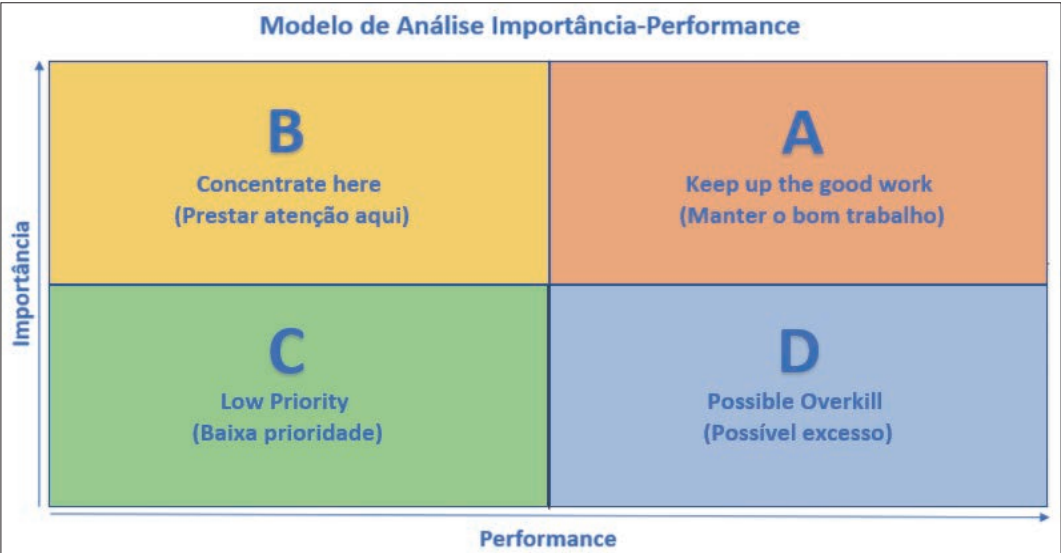 Modelo de Análise Importância-Performance
B
Concentrate here
(Prestar atenção aqui)
A
Keep up the good work
(Manter o bom trabalho)
Importância
C
Low Priority
(Baixa prioridade)
D
Possible Overkill
(Possível excesso)
Performance